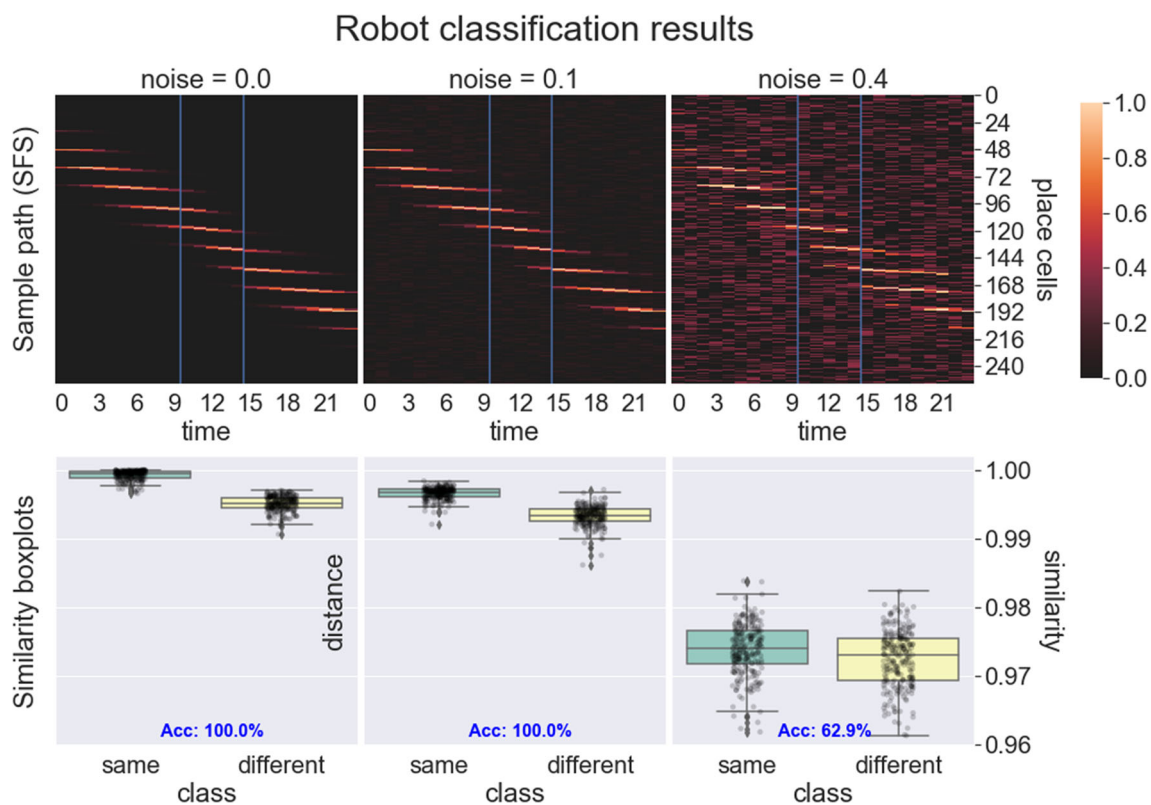 Robot classification results
noise = 0.0
noise = 0.1
noise = 0.4
Sample path (SFS)
0
24
48
72
96
120
144
168
192
216
240
place cells
1.0
0.8
0.6
0.4
0.2
0.0
0 3 6 9 12 15 18 21
0 3 6 9 12 15 18 21
0 3 6 9 12 15 18 21
time
time
time
Similarity boxplots
distance
1.00
0.99
0.98
0.97
0.96
similarity
Acc: 100.0%
Acc: 100.0%
Acc: 62.9%
same different
same different
same different
class
class
class